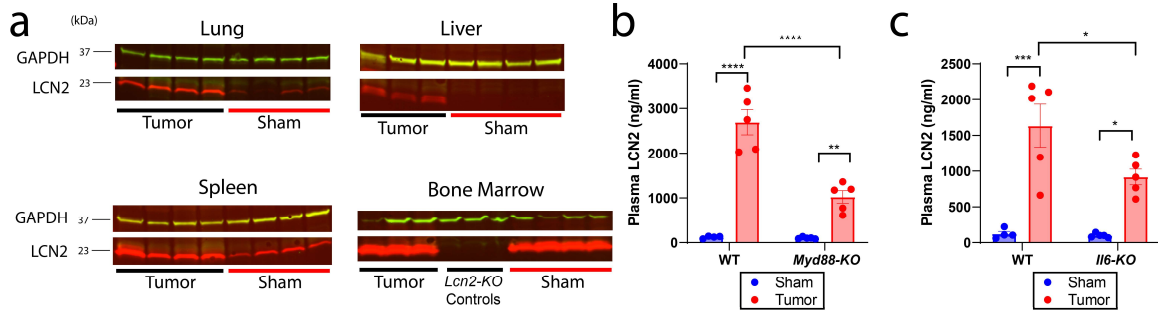 a
(kDa)
Lung
GAPDH
37
LCN2
23
Tumor
Sham
Liver
Tumor
Sham
Spleen
GAPDH
37
LCN2
23
Tumor
Sham
Bone Marrow
Tumor
Lcn2-KO
Controls
Sham
b
****
****
**
Plasma LCN2 (ng/ml)
4000
3000
2000
1000
0
WT
Myd88-KO
Sham
Tumor
c
*
***
*
Plasma LCN2 (ng/ml)
2500
2000
1500
1000
500
0
WT
Il6-KO
Sham
Tumor